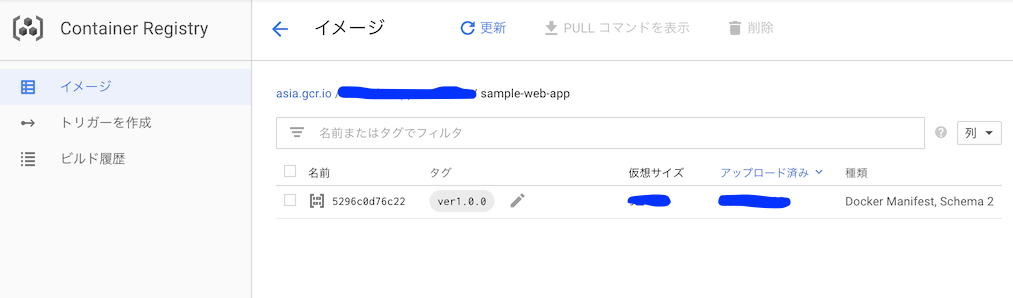 Container Registry
イメージ 更新 PULL コマンドを表示 削除
イメージ
トリガーを作成
ビルド履歴
asia.gcr.io / / sample-web-app
名前またはタグでフィルタ ? 列
名前 タグ 仮想サイズ アップロード済み 種類
5296c0d76c22 ver1.0.0 Docker Manifest, Schema 2